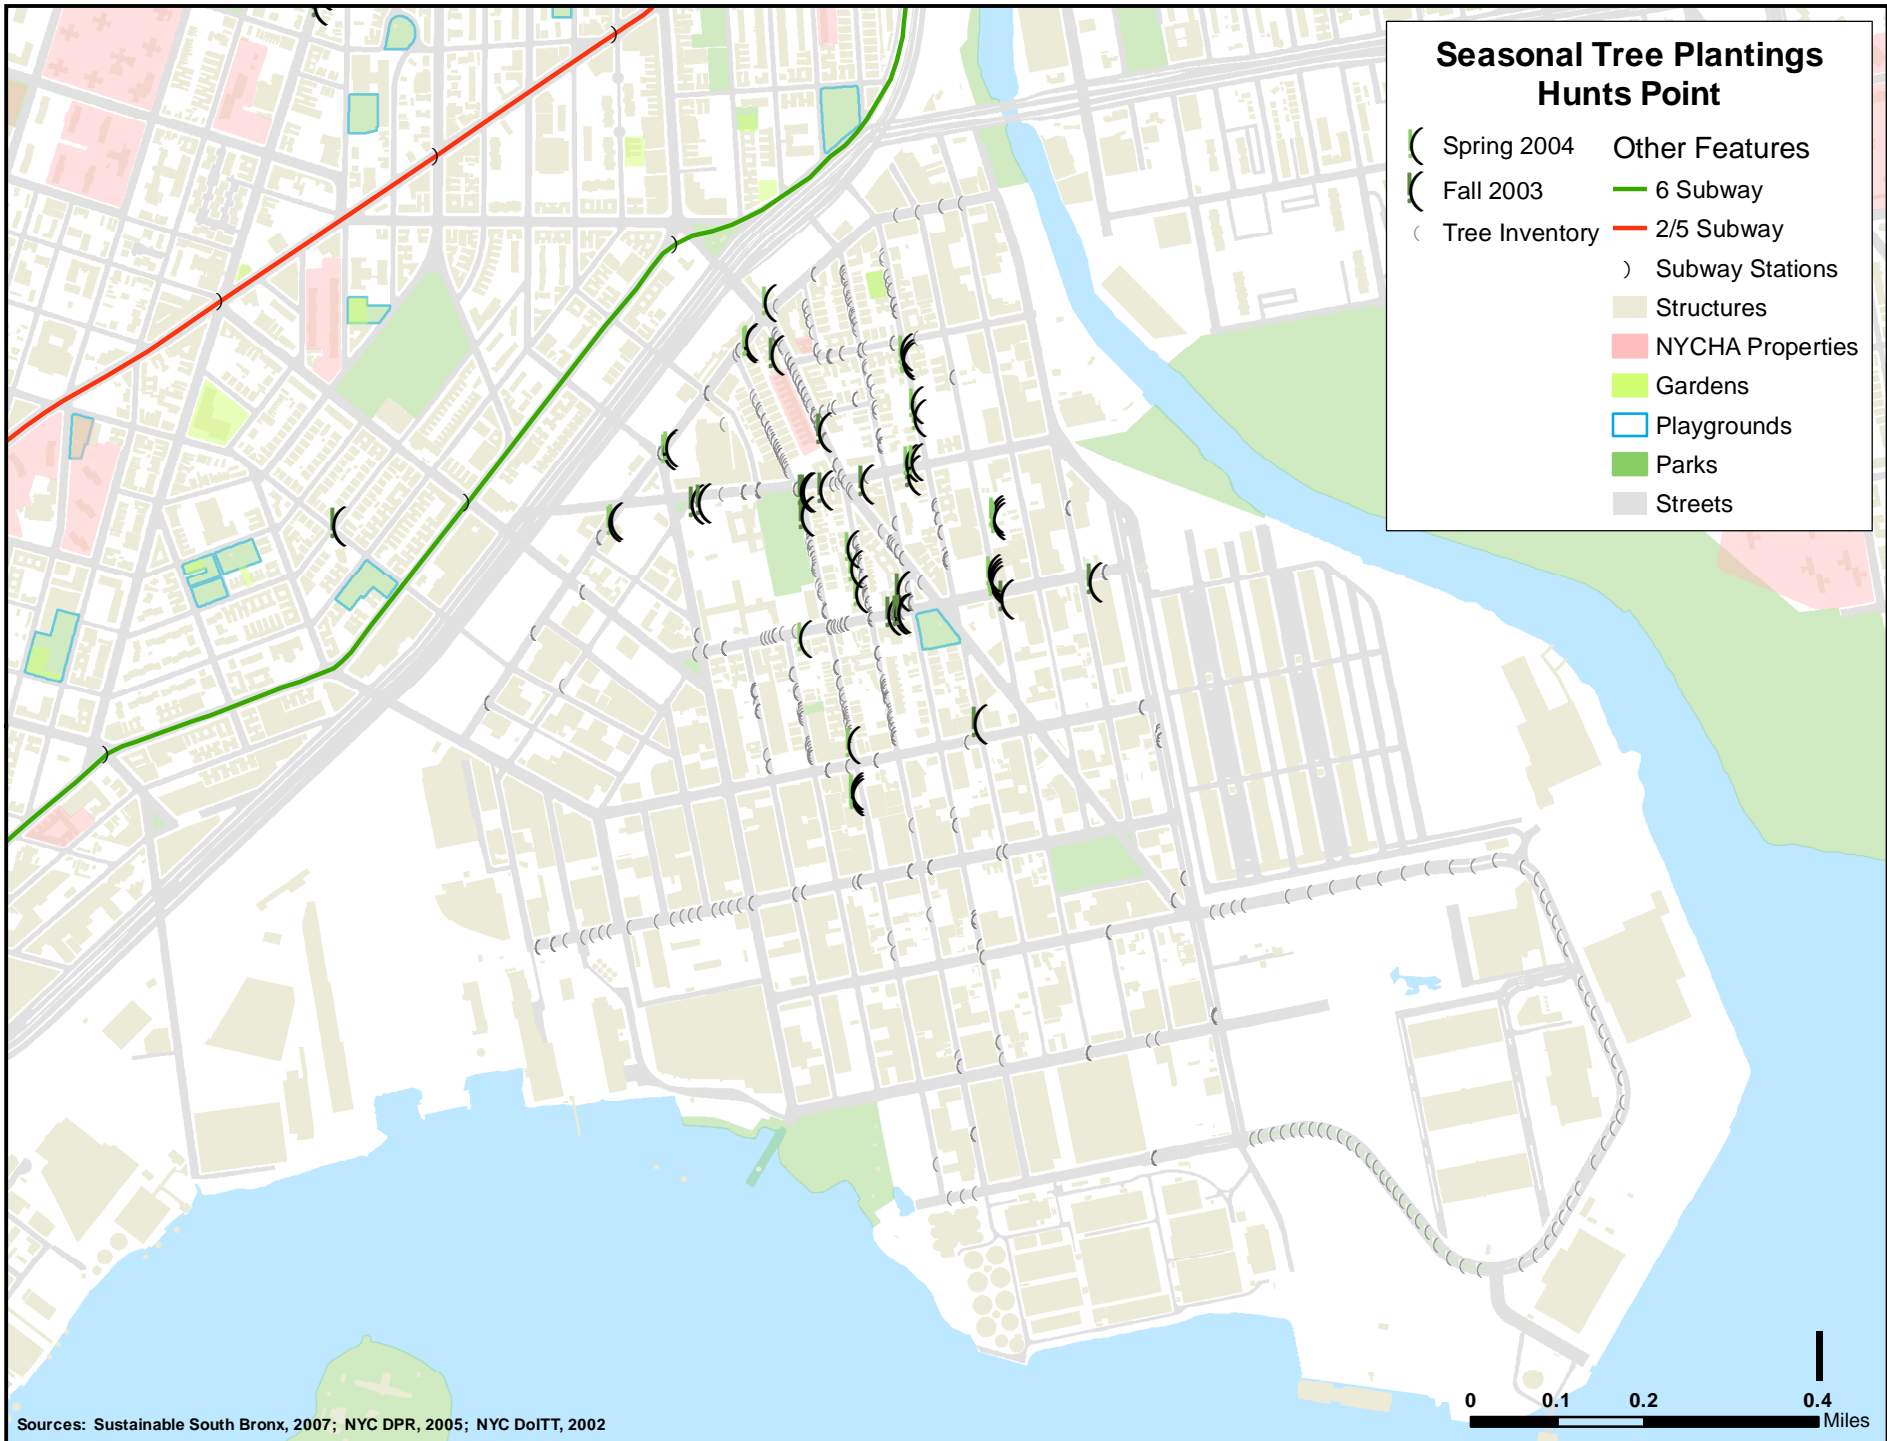 Seasonal Tree Plantings
Hunts Point
Spring 2004
Fall 2003
Tree Inventory
Other Features
6 Subway
2/5 Subway
Subway Stations
Structures
NYCHA Properties
Gardens
Playgrounds
Parks
Streets
0 0.1 0.2 0.4
Miles
Sources: Sustainable South Bronx, 2007; NYC DPR, 2005; NYC DoITT, 2002